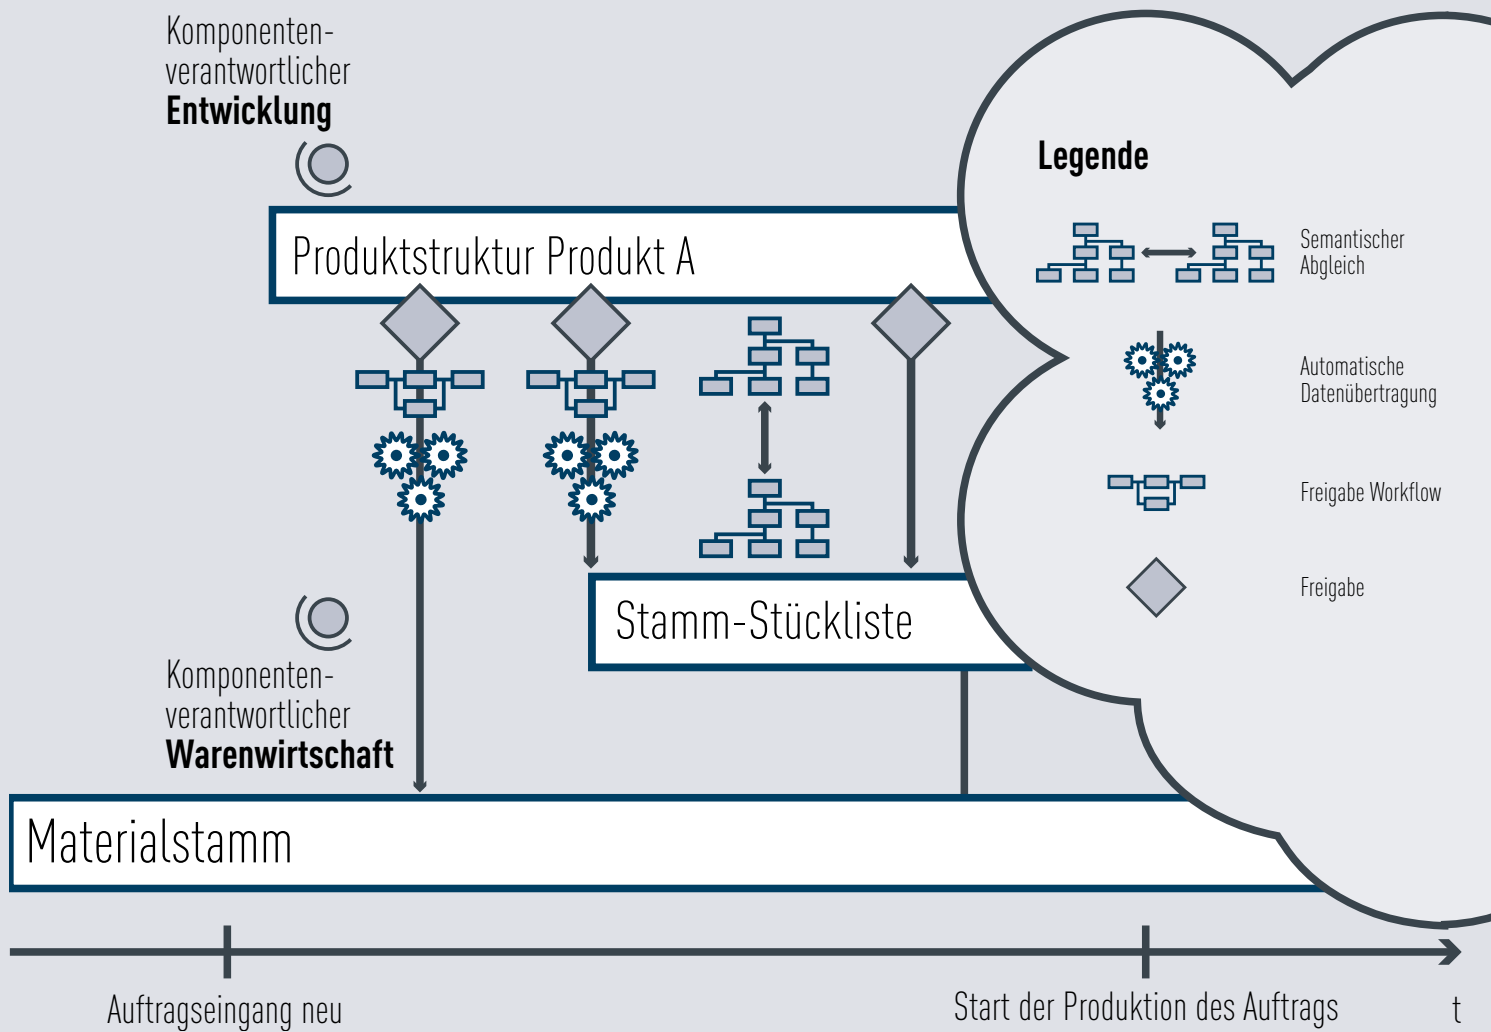 Komponenten-
verantwortlicher
Entwicklung
Legende
Produktstruktur Produkt A
Semantischer
Abgleich
Automatische
Datenübertragung
Freigabe Workflow
Freigabe
Stamm-Stückliste
Komponenten-
verantwortlicher
Warenwirtschaft
Materialstamm
Auftragseingang neu
Start der Produktion des Auftrags
t